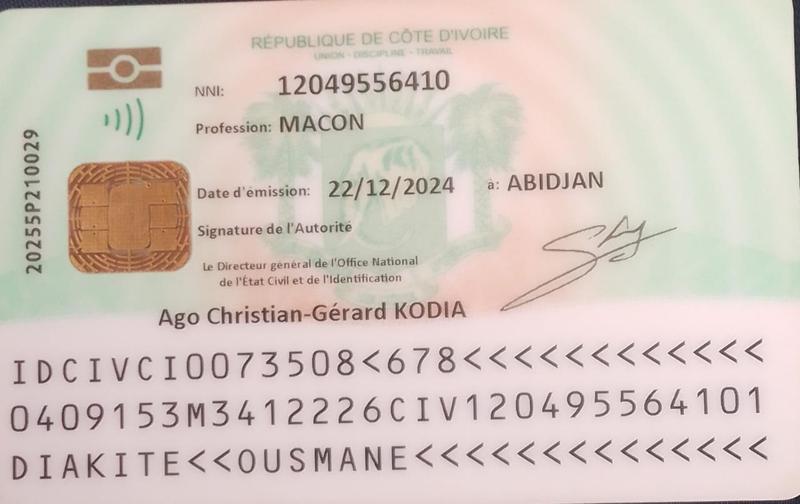 RÉPUBLIQUE DE CÔTE D'IVOIRE
UNION - DISCIPLINE - TRAVAIL
NNI: 12049556410
Profession: MACON
Date d'émission: 22/12/2024 à: ABIDJAN
Signature de l'Autorité
Le Directeur général de l'Office National
de l'État Civil et de l'Identification
Ago Christian-Gérard KODIA
20255P210029
IDCIVCI0073508<678<<<<<<<<<<<<
0409153M3412226CIV120495564101
DIAKITE<<OUSMANE<<<<<<<<<<<<<<